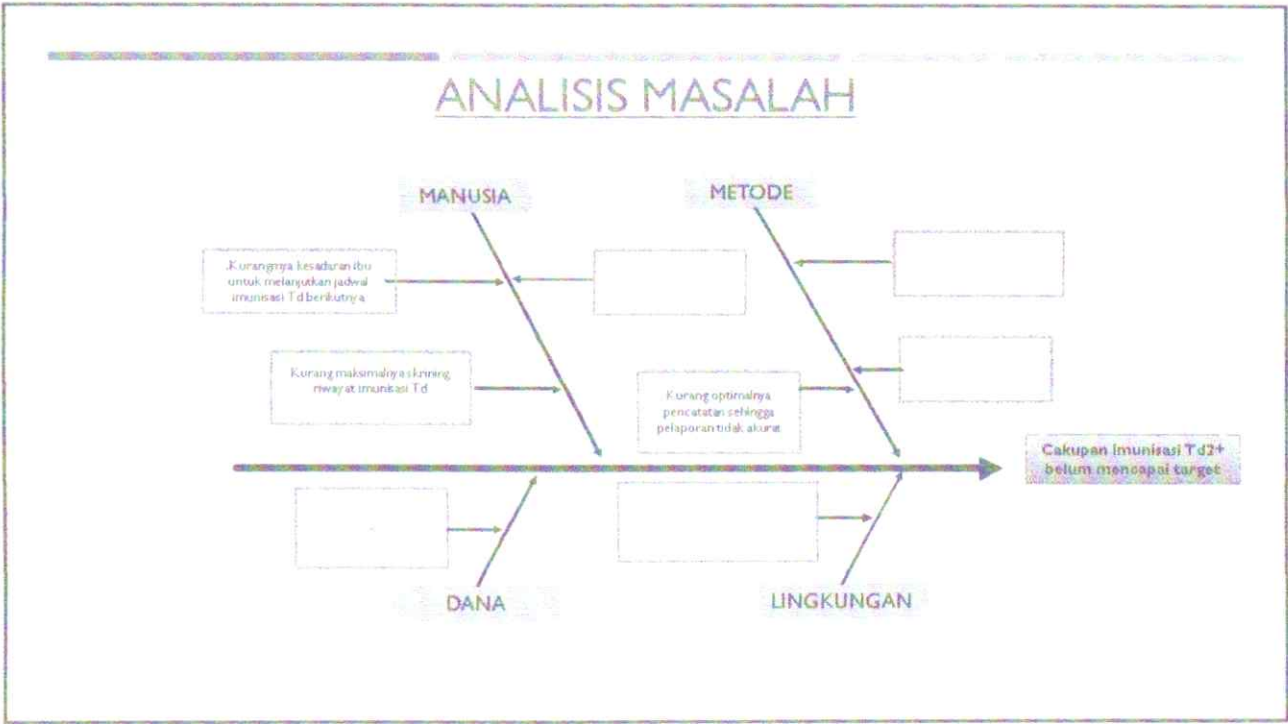 ANALISIS MASALAH
MANUSIA
METODE
.Kurangnya kesadaran ibu
untuk melanjutkan jadwal
imunisasi Td berikutnya
Kurang maksimalnya skrining
riwayat imunisasi Td
Kurang optimalnya
pencatatan sehingga
pelaporan tidak akurat
Cakupan Imunisasi Td2+
belum mencapai target
DANA
LINGKUNGAN